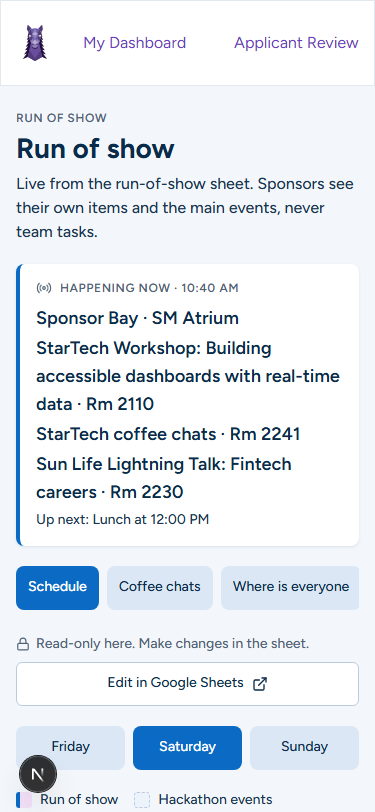 My Dashboard
Applicant Review
RUN OF SHOW
Run of show
Live from the run-of-show sheet. Sponsors see
their own items and the main events, never
team tasks.
HAPPENING NOW · 10:40 AM
Sponsor Bay · SM Atrium
StarTech Workshop: Building
accessible dashboards with real-time
data · Rm 2110
StarTech coffee chats · Rm 2241
Sun Life Lightning Talk: Fintech
careers · Rm 2230
Up next: Lunch at 12:00 PM
Schedule
Coffee chats
Where is everyone
Read-only here. Make changes in the sheet.
Edit in Google Sheets
Friday
Saturday
Sunday
N
Run of show
Hackathon events